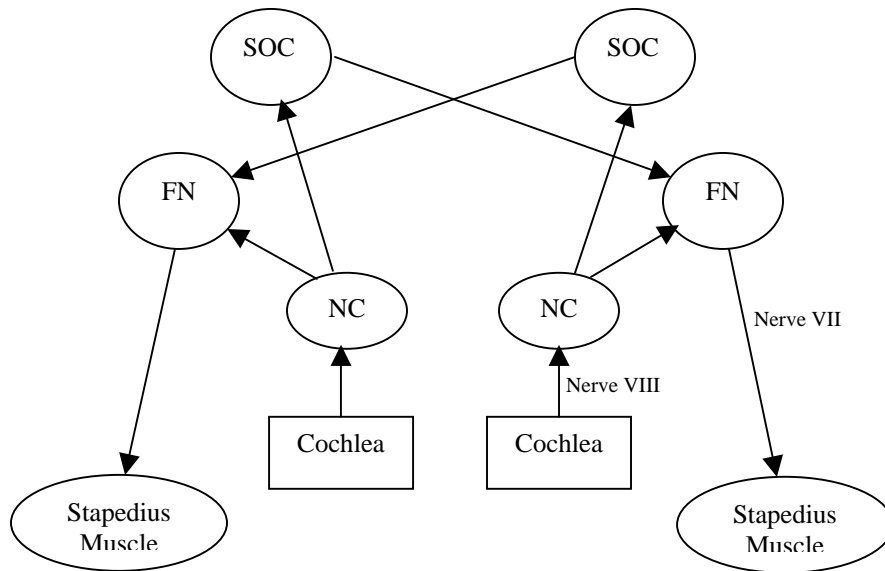 SOC
SOC
FN
FN
NC
NC
Nerve VII
Nerve VIII
Cochlea
Cochlea
Stapedius
Muscle
Stapedius
Muscle